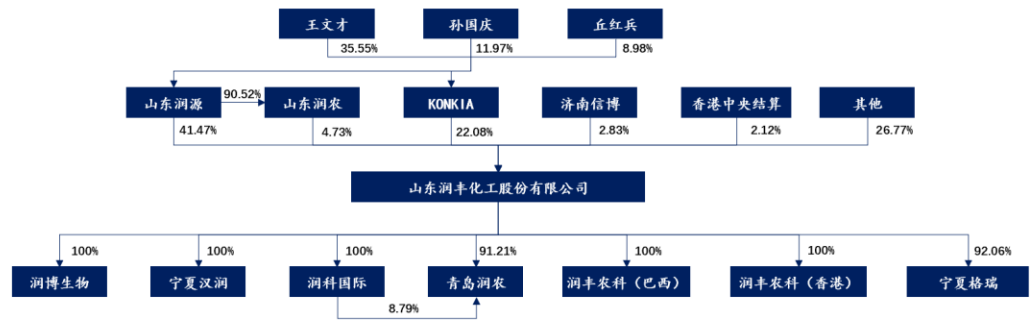 王文才 孙国庆 丘红兵
35.55% 11.97% 8.98%
山东润源 90.52% 山东润农 KONKIA 济南信博 香港中央结算 其他
41.47% 4.73% 22.08% 2.83% 2.12% 26.77%
山东润丰化工股份有限公司
100% 100% 100% 91.21% 100% 100% 92.06%
润博生物 宁夏汉润 润科国际 青岛润农 润丰农科（巴西） 润丰农科（香港） 宁夏格瑞
8.79%